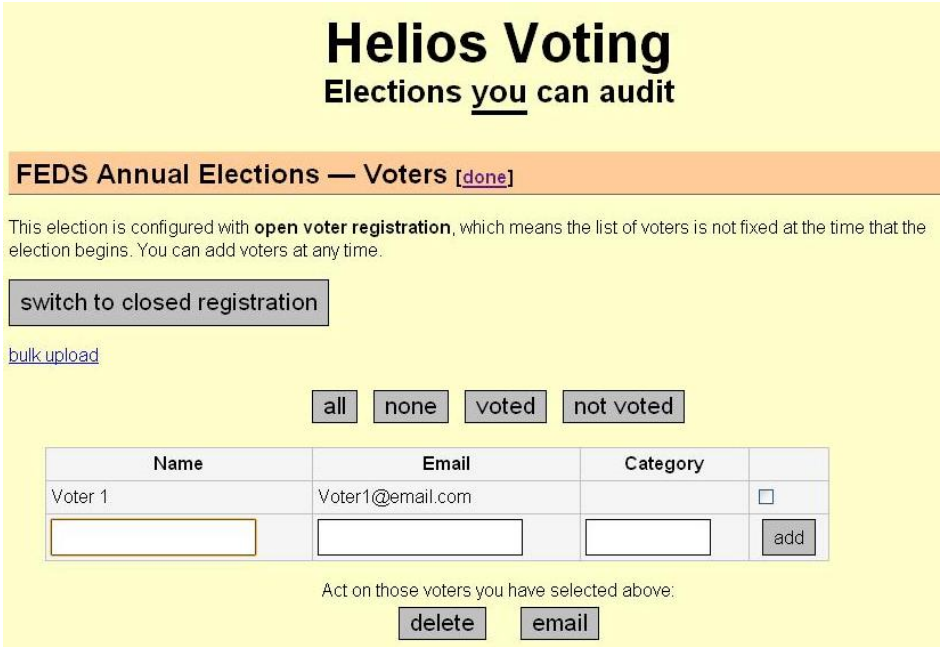 Helios Voting
Elections you can audit
FEDS Annual Elections — Voters [done]
This election is configured with open voter registration, which means the list of voters is not fixed at the time that the
election begins. You can add voters at any time.
switch to closed registration
bulk upload
all none voted not voted
Name Email Category
Voter 1 Voter1@email.com
add
Act on those voters you have selected above:
delete email